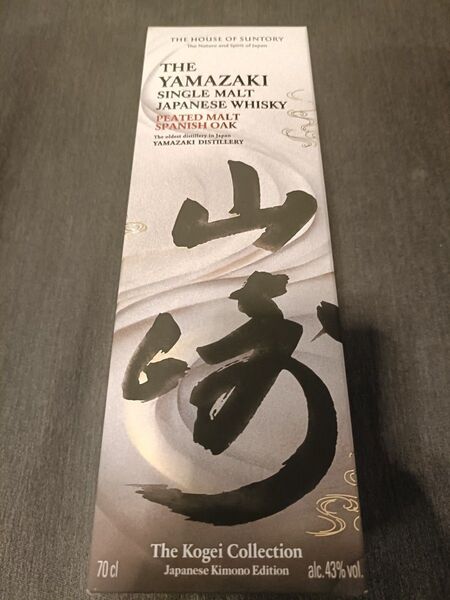 THE HOUSE OF SUNTORY
The Nature and Spirit of Japan
THE
YAMAZAKI
SINGLE MALT
JAPANESE WHISKY
PEATED MALT
SPANISH OAK
The oldest distillery in Japan
YAMAZAKI DISTILLERY
山
崎
The Kogei Collection
70 cl
Japanese Kimono Edition
alc. 43% vol.